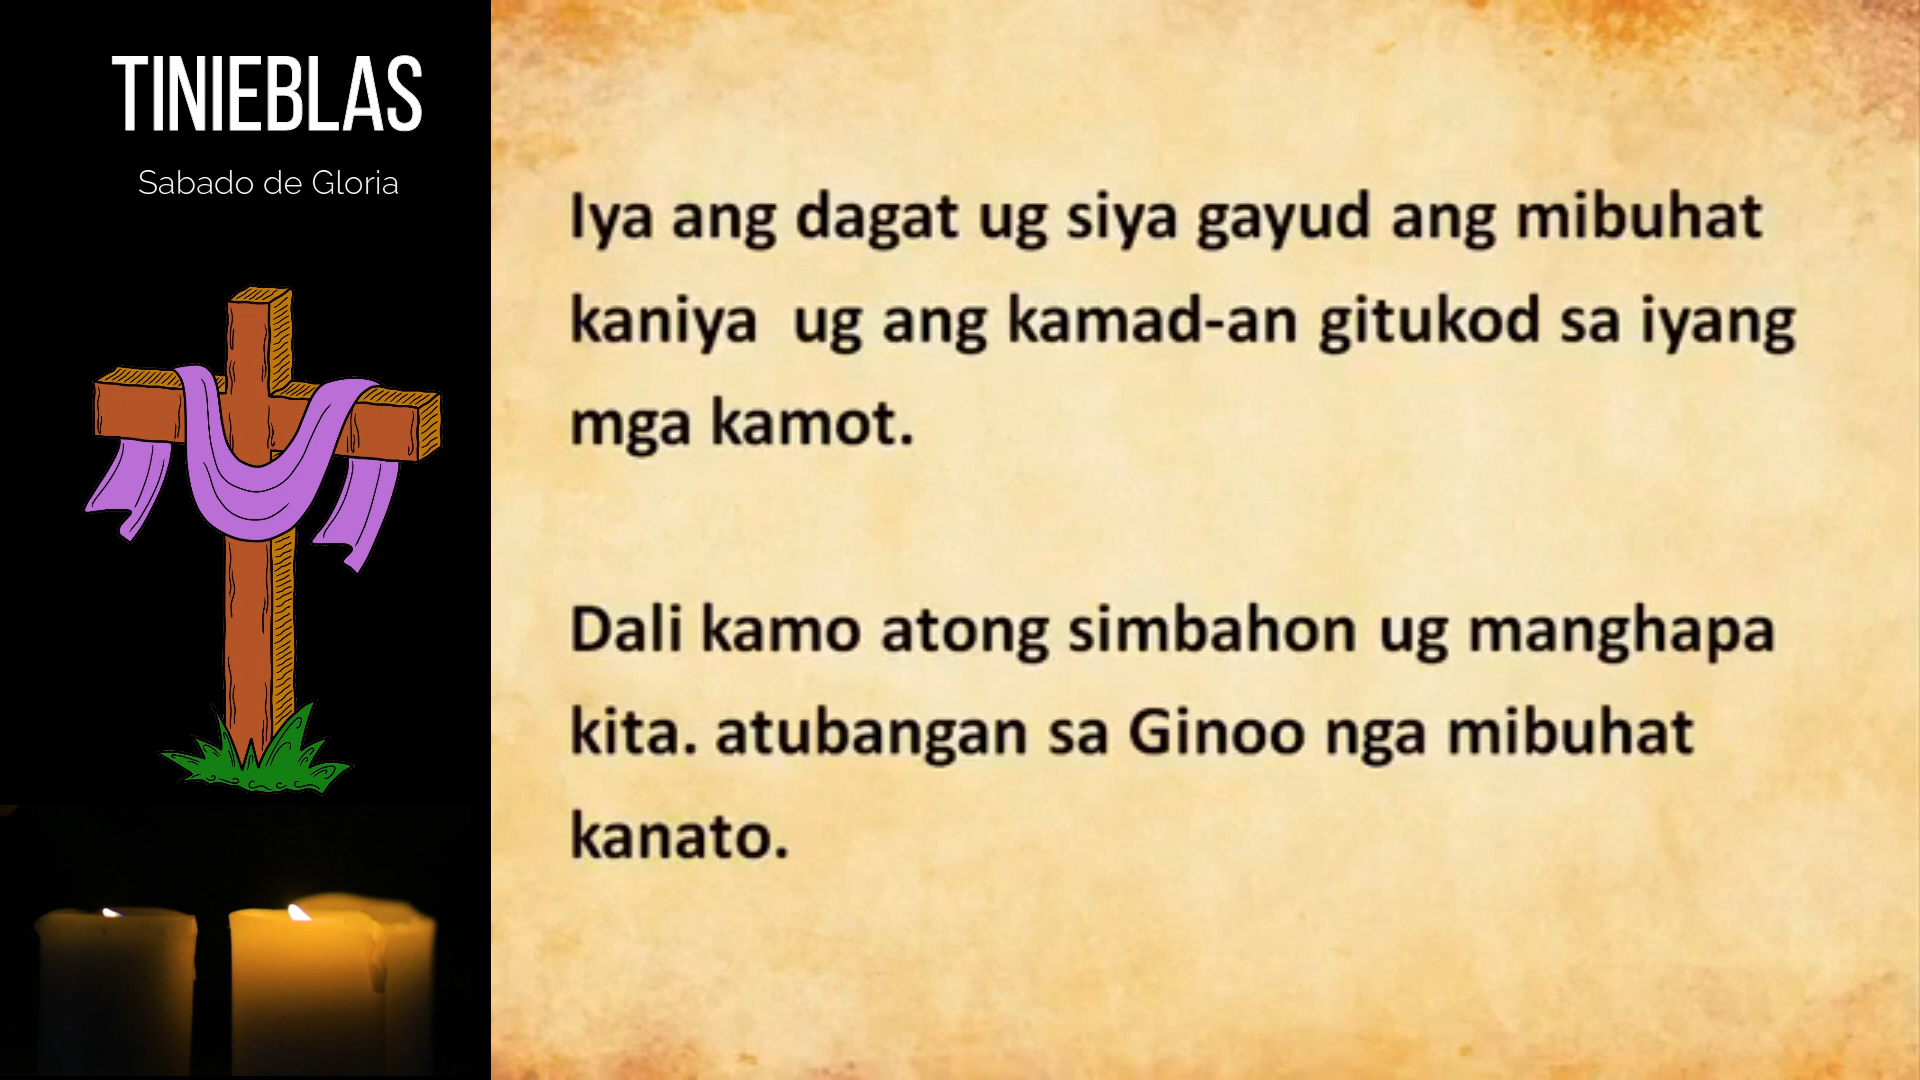 TINIEBLAS
Sabado de Gloria
Iya ang dagat ug siya gayud ang mibuhat
kaniya ug ang kamad-an gitukod sa iyang
mga kamot.
Dali kamo atong simbahon ug manghapa
kita. atubangan sa Ginoo nga mibuhat
kanato.